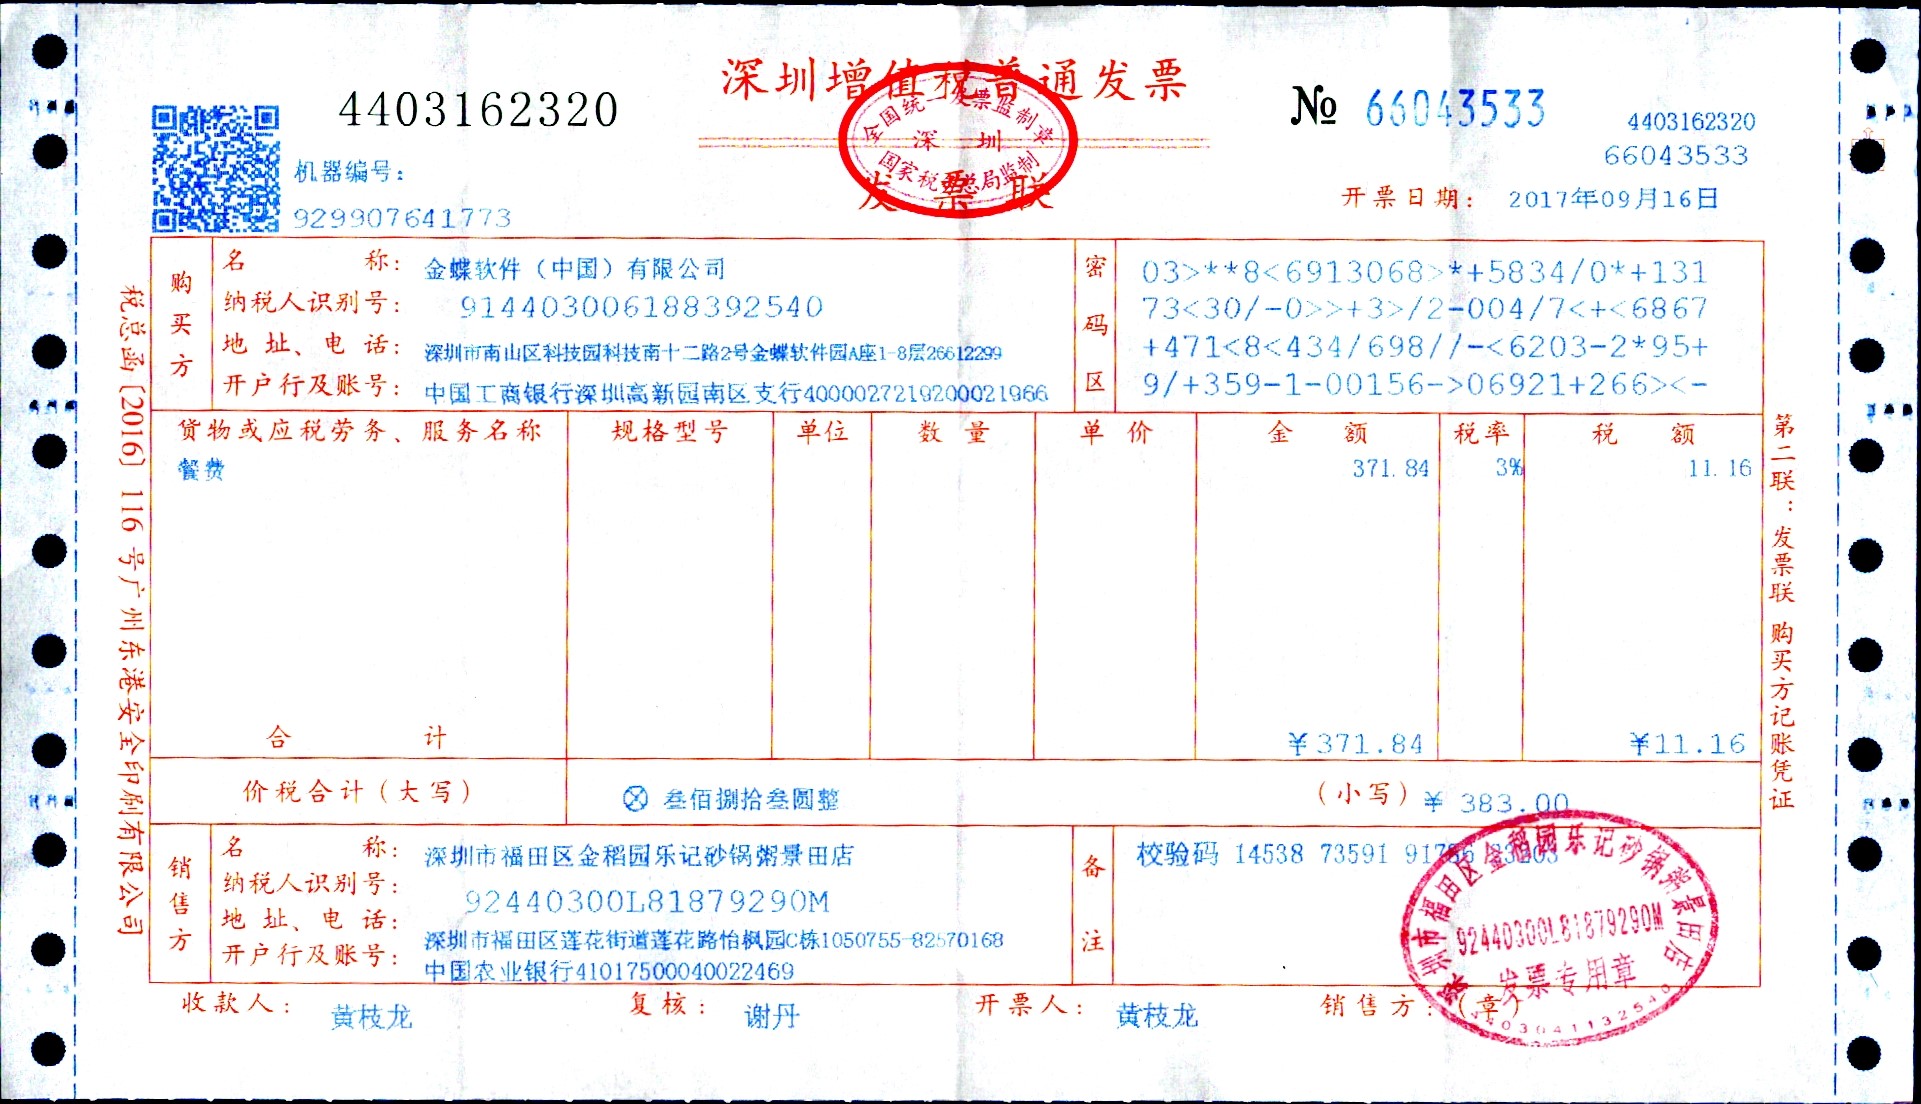 深圳增值税普通发票
全国统一发票监制章
深 圳
国家税务总局监制
发 票 联
4403162320
№ 66043533
4403162320
66043533
机器编号：
929907641773
开票日期： 2017年09月16日
购买方
名 称： 金蝶软件（中国）有限公司
纳税人识别号： 914403006188392540
地 址、电 话： 深圳市南山区科技园科技南十二路2号金蝶软件园A座1-8层26612299
开户行及账号： 中国工商银行深圳高新园南区支行4000027219200021966
密码区
03>**8<6913068>*+5834/0*+131
73<30/-0>>+3>/2-004/7<+<6867
+471<8<434/698//-<6203-2*95+
9/+359-1-00156->06921+266><-
货物或应税劳务、服务名称 规格型号 单位 数 量 单 价 金 额 税率 税 额
餐费 371.84 3% 11.16
合 计 ￥371.84 ￥11.16
价税合计（大写） ⊗ 叁佰捌拾叁圆整 （小写）￥ 383.00
销售方
名 称： 深圳市福田区金稻园乐记砂锅粥景田店
纳税人识别号： 92440300L81879290M
地 址、电 话： 深圳市福田区莲花街道莲花路怡枫园C栋1050755-82570168
开户行及账号： 中国农业银行41017500040022469
备注
校验码 14538 73591
收款人： 黄枝龙 复核： 谢丹 开票人： 黄枝龙 销售方：（章）
深圳市福田区金稻园乐记砂锅粥景田店
92440300L81879290M
发票专用章
4403041132540
税总函〔2016〕116号广州东港安全印刷有限公司
第二联：发票联 购买方记账凭证